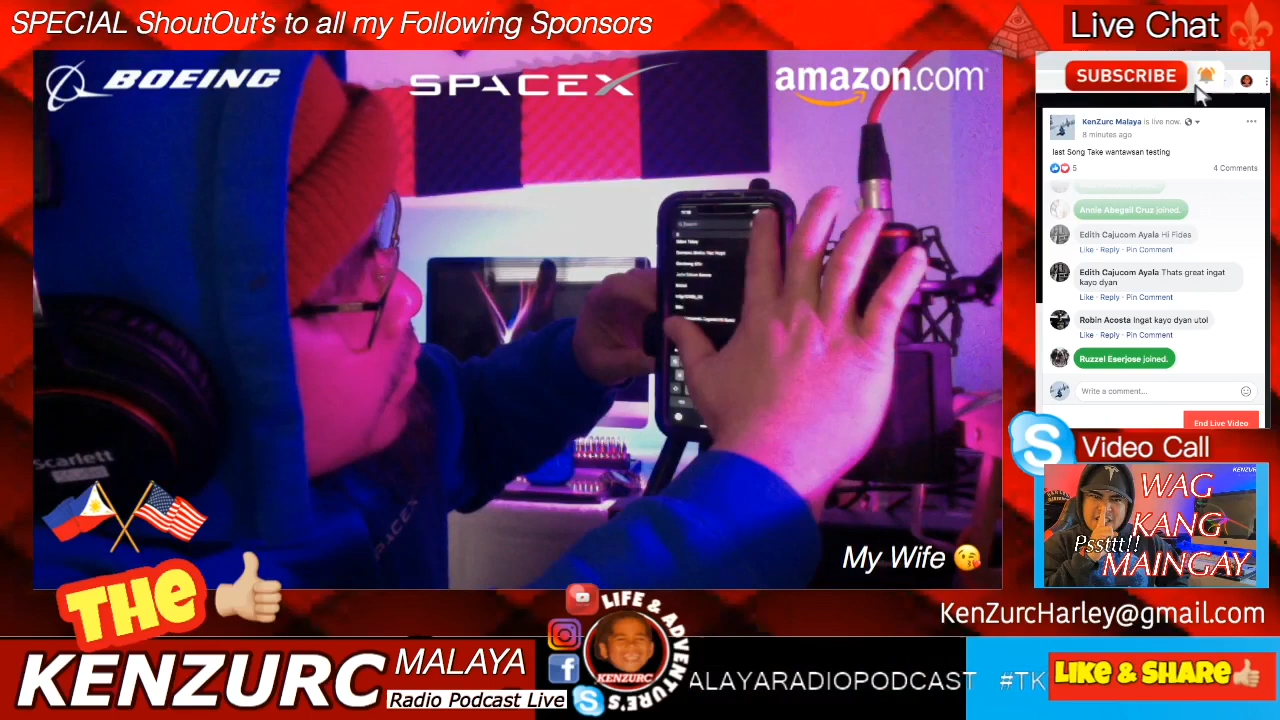 SPECIAL ShoutOut's to all my Following Sponsors
Live Chat
BOEING
SPACEX
amazon.com
SUBSCRIBE
KenZurc Malaya is live now.
8 minutes ago
last Song Take wantawsan testing
5
4 Comments
Annie Abegail Cruz joined.
Edith Cajucom Ayala Hi Fides
Like · Reply · Pin Comment
Edith Cajucom Ayala Thats great ingat
kayo dyan
Like · Reply · Pin Comment
Robin Acosta Ingat kayo dyan utol
Like · Reply · Pin Comment
Ruzzel Eserjose joined.
Write a comment...
End Live Video
Video Call
WAG
KANG
Pssttt!!
MAINGAY
KENZUR
Scarlett
SPACEX
My Wife
KenZurcHarley@gmail.com
THE
KENZURC
MALAYA
Radio Podcast Live
LIFE & ADVENTURE'S
KENZURC
ALAYARADIOPODCAST #TK
LIKE & SHARE